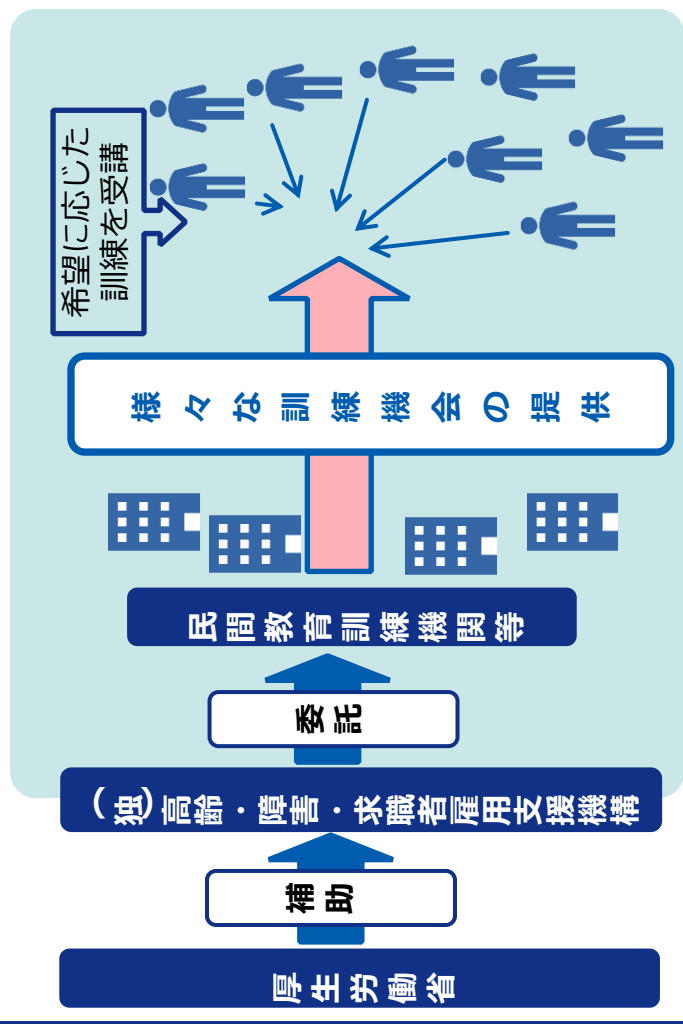 厚生労働省
補助
（独）高齢・障害・求職者雇用支援機構
委託
民間教育訓練機関等
様々な訓練機会の提供
希望に応じた
訓練を受講